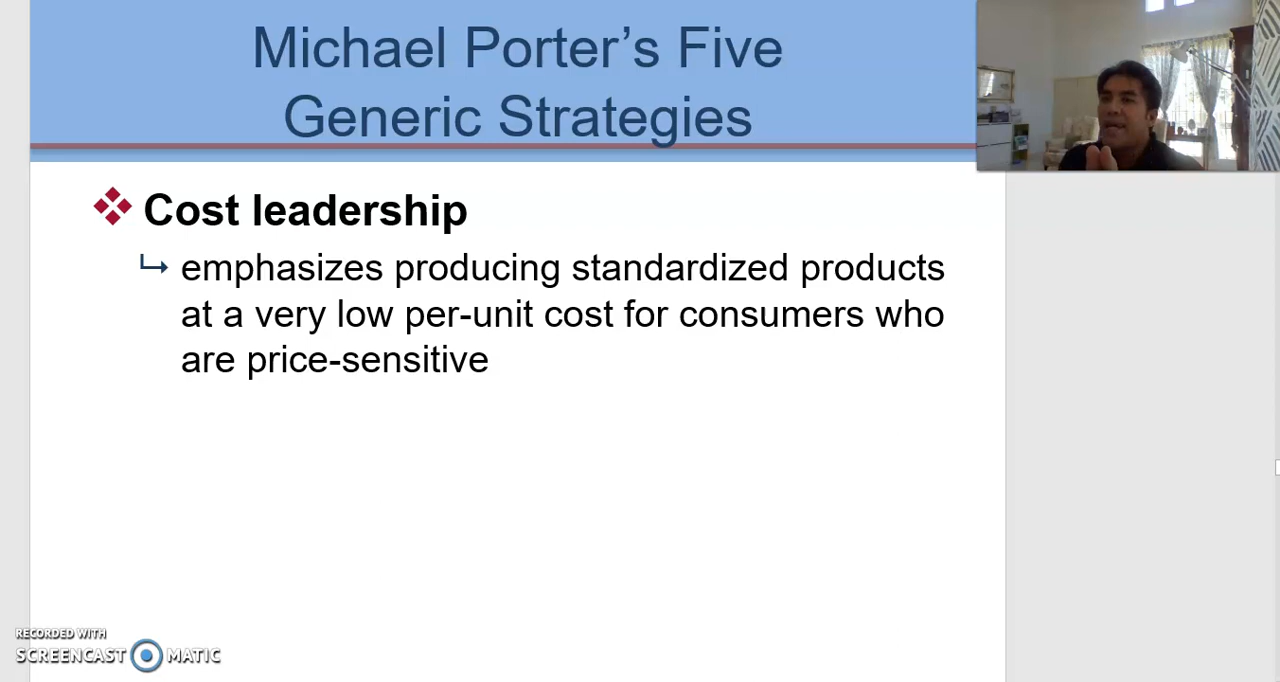 Michael Porter’s Five
Generic Strategies
Cost leadership
emphasizes producing standardized products
at a very low per-unit cost for consumers who
are price-sensitive
RECORDED WITH
SCREENCAST MATIC